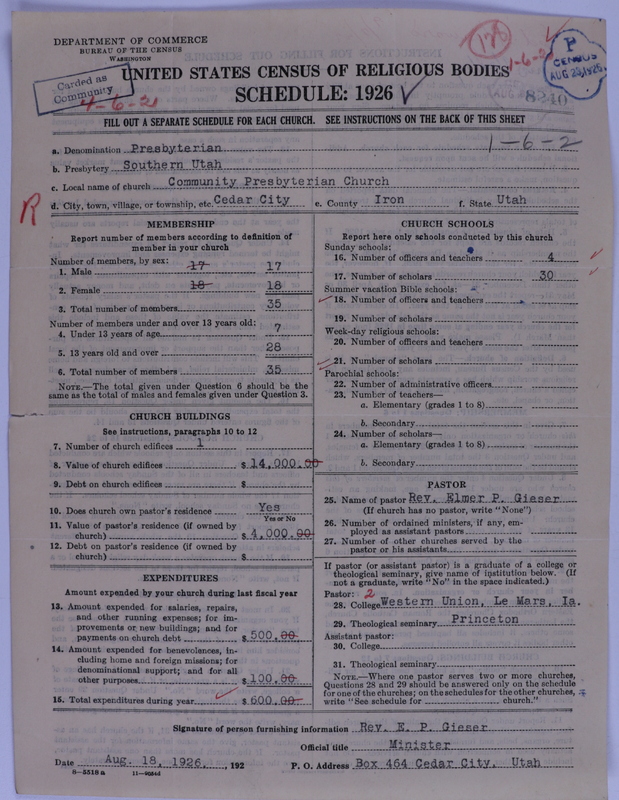 DEPARTMENT OF COMMERCE
BUREAU OF THE CENSUS
WASHINGTON
Carded as
Community
4-6-21
170
1-6-2
P
CENSUS
AUG 23, 1926
8240
UNITED STATES CENSUS OF RELIGIOUS BODIES
SCHEDULE: 1926
FILL OUT A SEPARATE SCHEDULE FOR EACH CHURCH. SEE INSTRUCTIONS ON THE BACK OF THIS SHEET
1-6-2
a. Denomination Presbyterian
b. Presbytery Southern Utah
c. Local name of church Community Presbyterian Church
d. City, town, village, or township, etc. Cedar City e. County Iron f. State Utah
R
MEMBERSHIP
Report number of members according to definition of
member in your church
Number of members, by sex:
1. Male 17 17
2. Female 18 18
3. Total number of members 35
Number of members under and over 13 years old:
4. Under 13 years of age 7
5. 13 years old and over 28
6. Total number of members 35
NOTE.—The total given under Question 6 should be the
same as the total of males and females given under Question 3.
CHURCH BUILDINGS
See instructions, paragraphs 10 to 12
7. Number of church edifices 1
8. Value of church edifices $ 14,000.00
9. Debt on church edifices $
10. Does church own pastor's residence Yes
Yes or No
11. Value of pastor's residence (if owned by
church) $ 4,000.00
12. Debt on pastor's residence (if owned by
church) $
EXPENDITURES
Amount expended by your church during last fiscal year
13. Amount expended for salaries, repairs,
and other running expenses; for im-
provements or new buildings; and for
payments on church debt $ 500.00
14. Amount expended for benevolences, in-
cluding home and foreign missions; for
denominational support; and for all
other purposes $ 100.00
15. Total expenditures during year $ 600.00
CHURCH SCHOOLS
Report here only schools conducted by this church
Sunday schools:
16. Number of officers and teachers 4
17. Number of scholars 30
Summer vacation Bible schools:
18. Number of officers and teachers
19. Number of scholars
Week-day religious schools:
20. Number of officers and teachers
21. Number of scholars
Parochial schools:
22. Number of administrative officers
23. Number of teachers—
a. Elementary (grades 1 to 8)
b. Secondary
24. Number of scholars—
a. Elementary (grades 1 to 8)
b. Secondary
PASTOR
25. Name of pastor Rev. Elmer P. Gieser
(If church has no pastor, write "None")
26. Number of ordained ministers, if any, em-
ployed as assistant pastors
27. Number of other churches served by the
pastor or his assistants
If pastor (or assistant pastor) is a graduate of a college or
theological seminary, give name of institution below. (If
not a graduate, write "No" in the space indicated.)
Pastor: 2
28. College Western Union, Le Mars, Ia.
29. Theological seminary Princeton
Assistant pastor:
30. College
31. Theological seminary
NOTE.—Where one pastor serves two or more churches,
Questions 28 and 29 should be answered only on the schedule
for one of the churches; on the schedules for the other churches,
write "See schedule for church."
Signature of person furnishing information Rev. E. P. Gieser
Official title Minister
Date Aug. 18, 1926. , 192 P. O. Address Box 464 Cedar City, Utah
8—3318 a